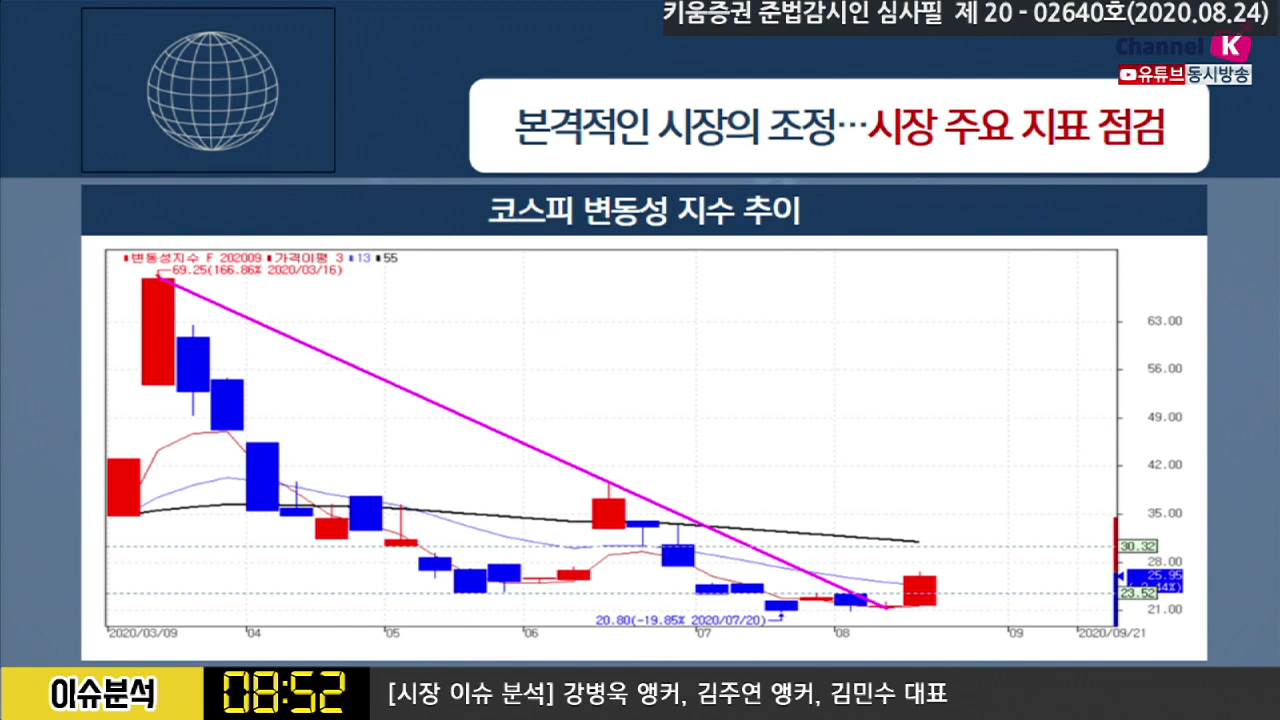 키움증권 준법감시인 심사필 제 20 - 02640호(2020.08.24)
Channel K
유튜브 동시방송
본격적인 시장의 조정…시장 주요 지표 점검
코스피 변동성 지수 추이
변동성지수 F 202009 가격이평 3 13 55
69.25(166.86% 2020/03/16)
63.00
56.00
49.00
42.00
35.00
30.32
28.00
25.95
23.52
21.00
20.80(-19.85% 2020/07/20)
2020/03/09 04 05 06 07 08 09 2020/09/21
이슈분석 08:52 [시장 이슈 분석] 강병욱 앵커, 김주연 앵커, 김민수 대표